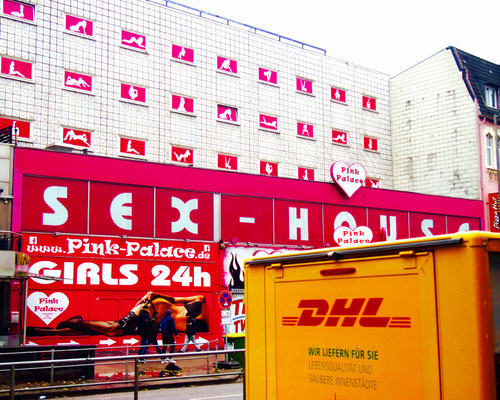 Pink
Palace
SEX-HOUSE
Pink
Palace
www.Pink-Palace.de
GIRLS 24h
Pink
Palace
DHL
WIR LIEFERN FÜR SIE
LEBENSQUALITÄT UND
SAUBERE INNENSTÄDTE